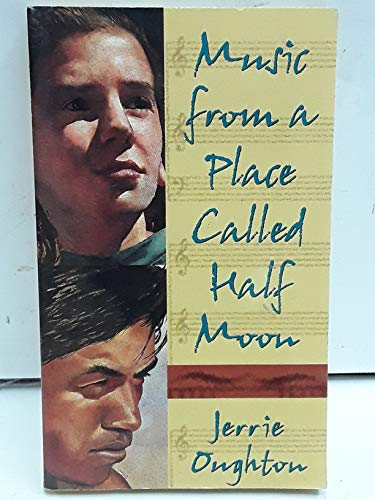 Music
from a
Place
Called
Half
Moon
Jerrie
Oughton